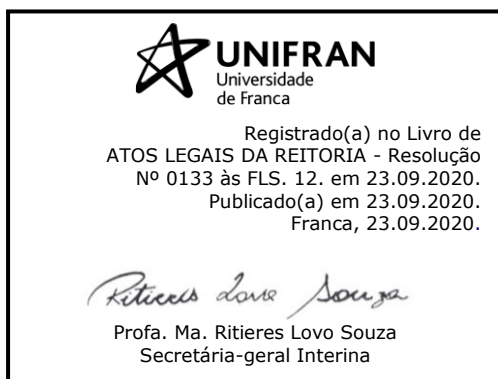 UNIFRAN
Universidade
de Franca
Registrado(a) no Livro de
ATOS LEGAIS DA REITORIA - Resolução
Nº 0133 às FLS. 12. em 23.09.2020.
Publicado(a) em 23.09.2020.
Franca, 23.09.2020.
Ritieres Lovo Souza
Profa. Ma. Ritieres Lovo Souza
Secretária-geral Interina